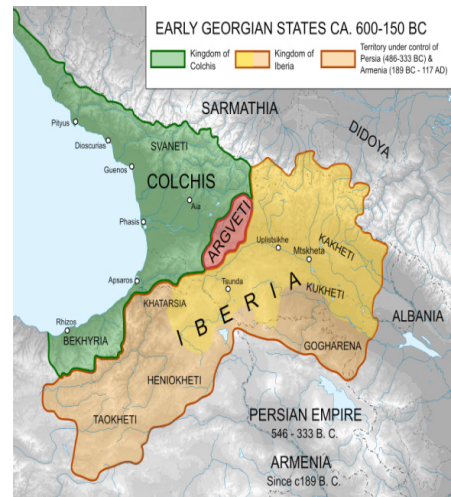 EARLY GEORGIAN STATES CA. 600-150 BC
Kingdom of
Colchis
Kingdom of
Iberia
Territory under control of
Persia (486-333 BC) &
Armenia (189 BC - 117 AD)
SARMATHIA
DIDOYA
Pityus
Dioscurias
SVANETI
Guenos
COLCHIS
Aia
ARGVETI
Phasis
Uplistsikhe
Mtskheta
KAKHETI
Apsaros
Tsunda
KUKHETI
KHATARSIA
IBERIA
ALBANIA
Rhizos
BEKHYRIA
GOGHARENA
HENIOKHETI
TAOKHETI
PERSIAN EMPIRE
546 - 333 B. C.
ARMENIA
Since c189 B. C.